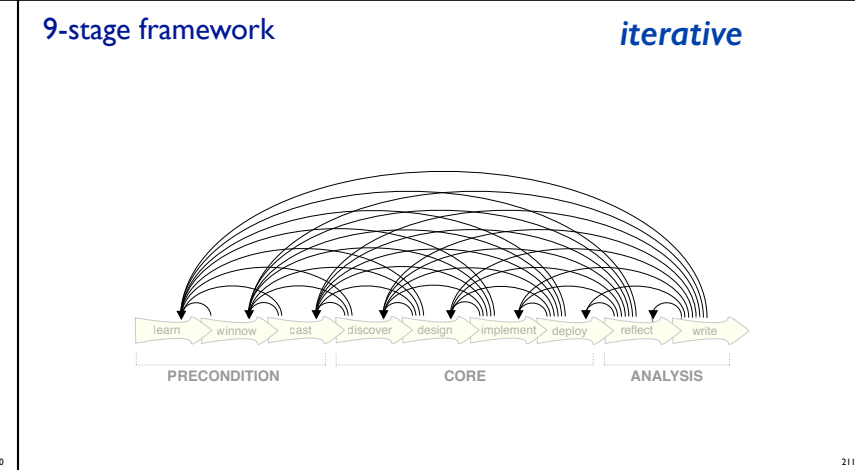 9-stage framework
iterative
learn winnow cast discover design implement deploy reflect write
PRECONDITION CORE ANALYSIS
211